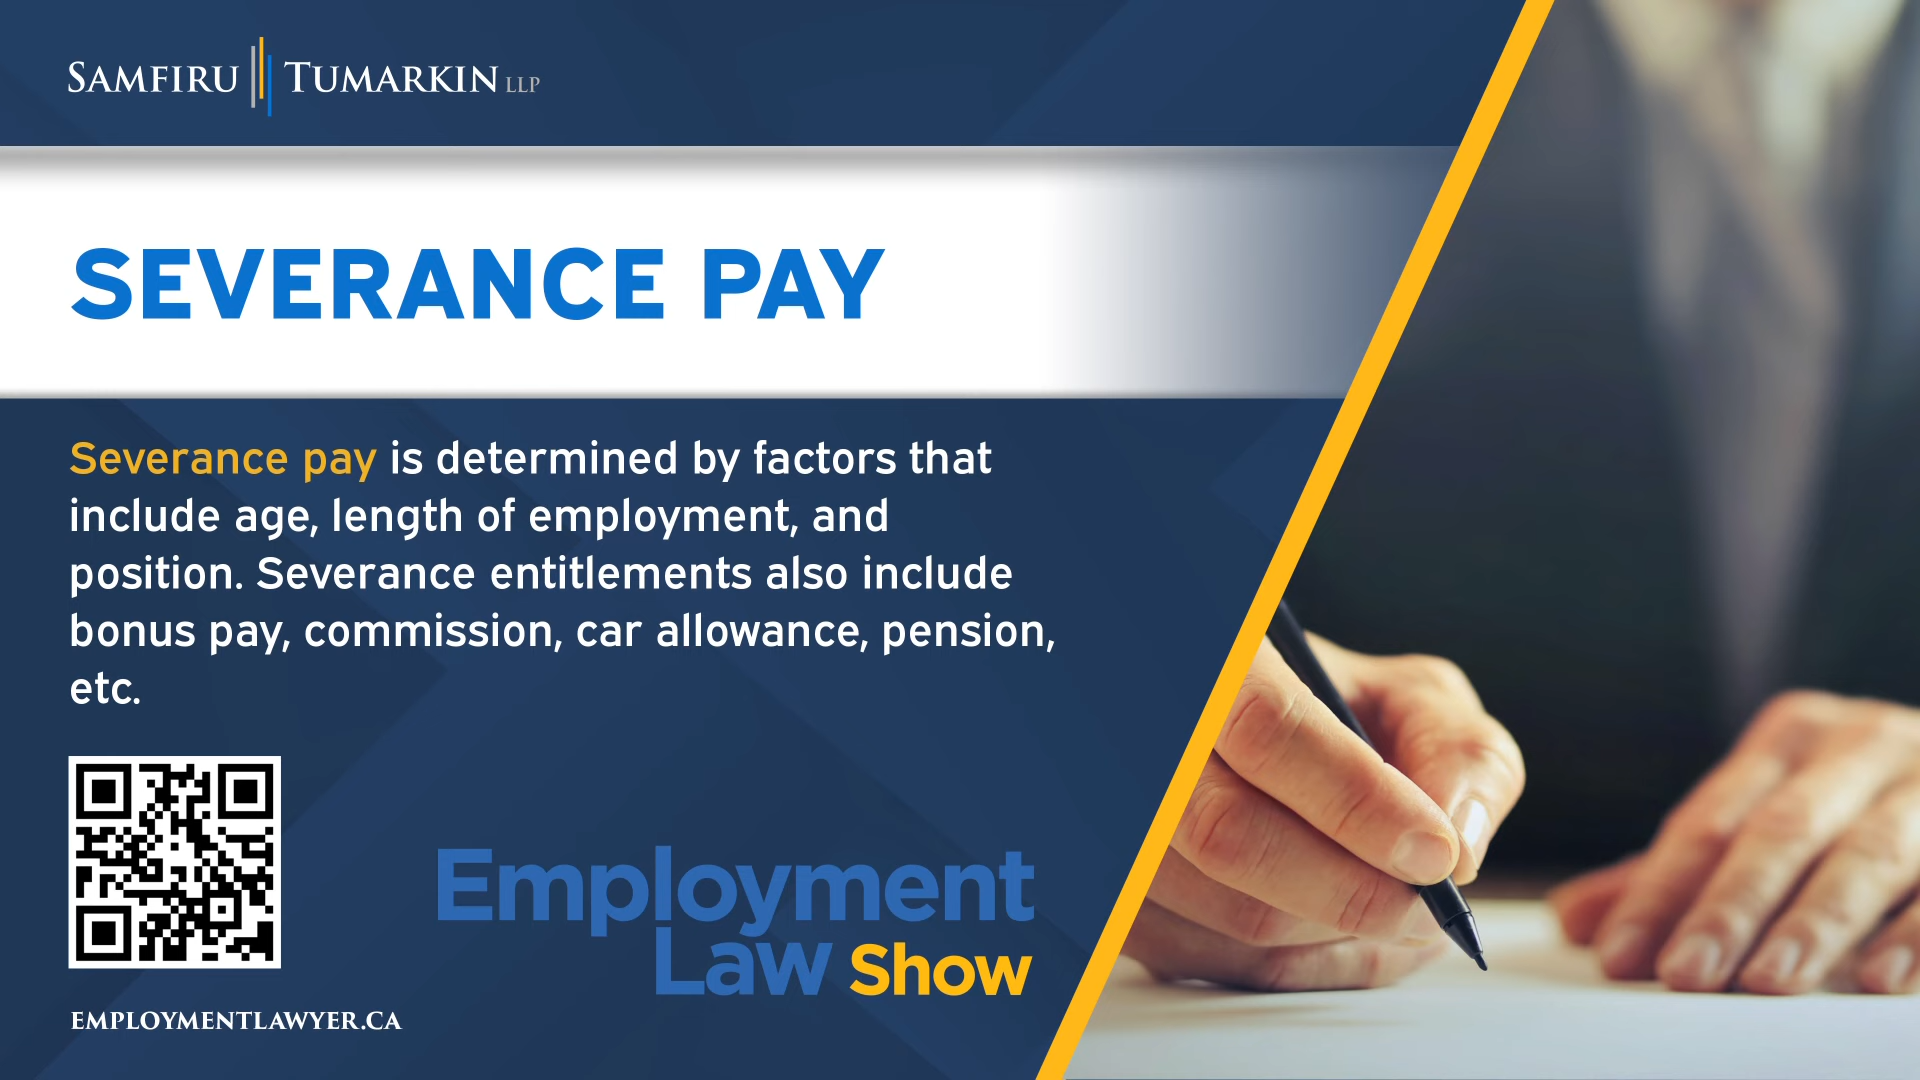 SAMFIRU TUMARKIN LLP
SEVERANCE PAY
Severance pay is determined by factors that
include age, length of employment, and
position. Severance entitlements also include
bonus pay, commission, car allowance, pension,
etc.
Employment
Law Show
EMPLOYMENTLAWYER.CA